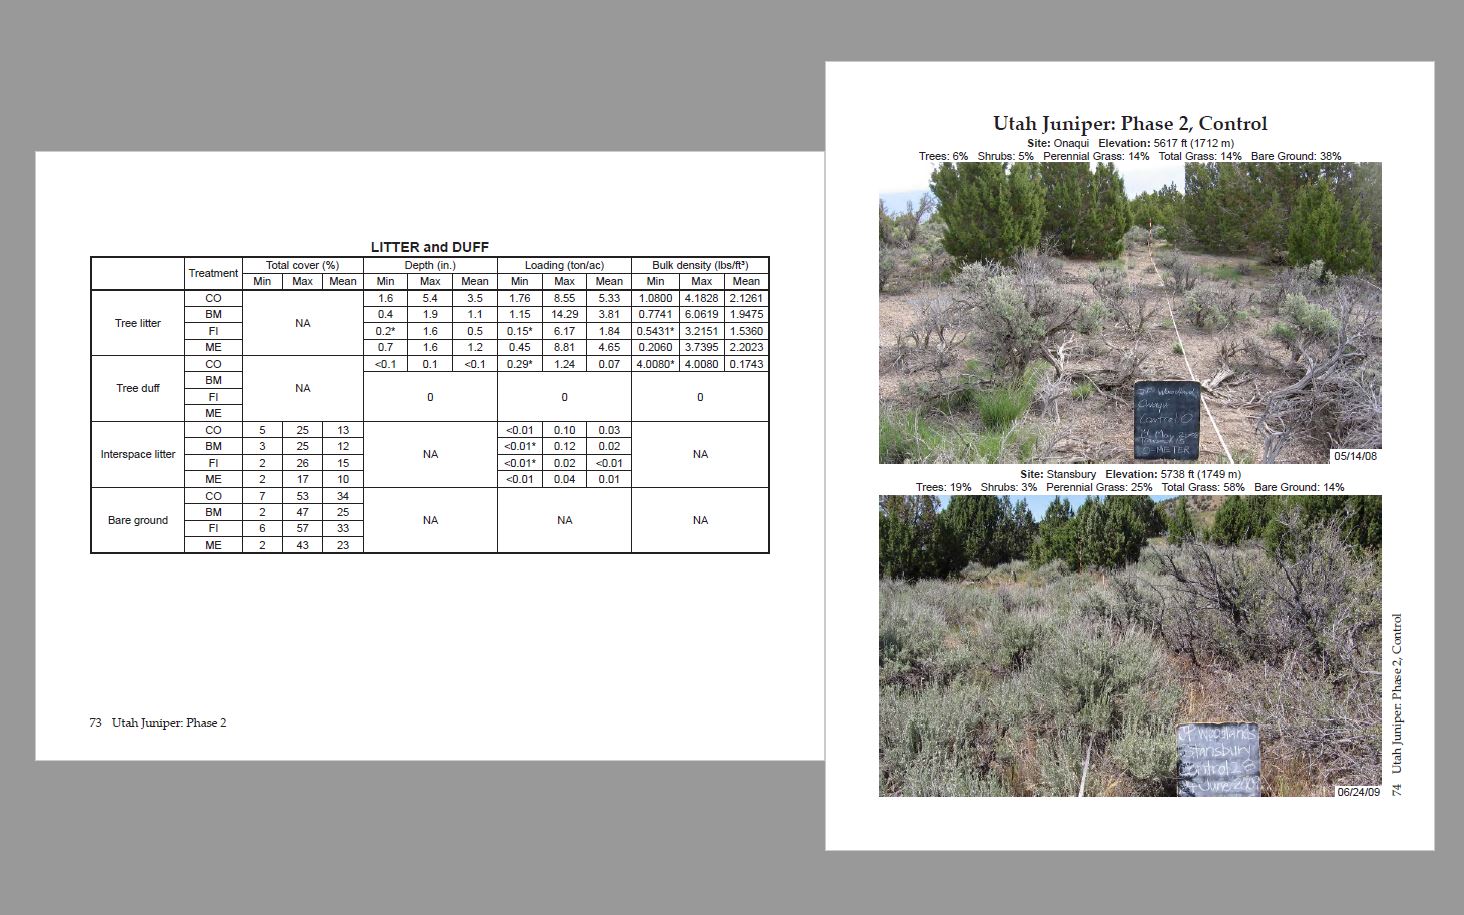 LITTER and DUFF
Treatment Total cover (%) Depth (in.) Loading (ton/ac) Bulk density (lbs/ft³)
Min Max Mean Min Max Mean Min Max Mean Min Max Mean
Tree litter CO NA 1.6 5.4 3.5 1.76 8.55 5.33 1.0800 4.1828 2.1261
BM 0.4 1.9 1.1 1.15 14.29 3.81 0.7741 6.0619 1.9475
FI 0.2* 1.6 0.5 0.15* 6.17 1.84 0.5431* 3.2151 1.5360
ME 0.7 1.6 1.2 0.45 8.81 4.65 0.2060 3.7395 2.2023
Tree duff CO NA <0.1 0.1 <0.1 0.29* 1.24 0.07 4.0080* 4.0080 0.1743
BM 0 0 0
FI
ME
Interspace litter CO 5 25 13 NA <0.01 0.10 0.03 NA
BM 3 25 12 <0.01* 0.12 0.02
FI 2 26 15 <0.01* 0.02 <0.01
ME 2 17 10 <0.01 0.04 0.01
Bare ground CO 7 53 34 NA NA NA
BM 2 47 25
FI 6 57 33
ME 2 43 23
73 Utah Juniper: Phase 2
Utah Juniper: Phase 2, Control
Site: Onaqui Elevation: 5617 ft (1712 m)
Trees: 6% Shrubs: 5% Perennial Grass: 14% Total Grass: 14% Bare Ground: 38%
JP Woodland
Onaqui
Control
14 May
0-METER
05/14/08
Site: Stansbury Elevation: 5738 ft (1749 m)
Trees: 19% Shrubs: 3% Perennial Grass: 25% Total Grass: 58% Bare Ground: 14%
JP Woodlands
Stansbury
Control
June
06/24/09
74 Utah Juniper: Phase 2, Control